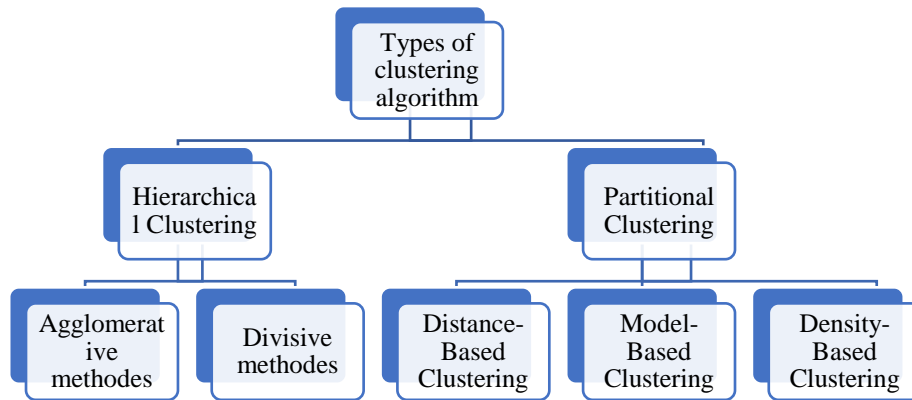 Types of
clustering
algorithm
Hierarchica
l Clustering
Partitional
Clustering
Agglomerat
ive
methodes
Divisive
methodes
Distance-
Based
Clustering
Model-
Based
Clustering
Density-
Based
Clustering